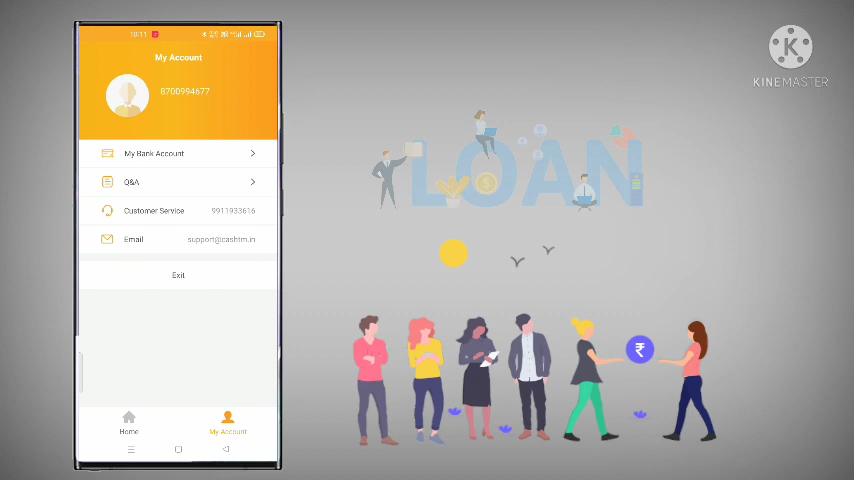 10:11
My Account
8700994677
My Bank Account
Q&A
Customer Service 9911933616
Email support@cashtm.in
Exit
Home My Account
LOAN
₹
K
KINEMASTER